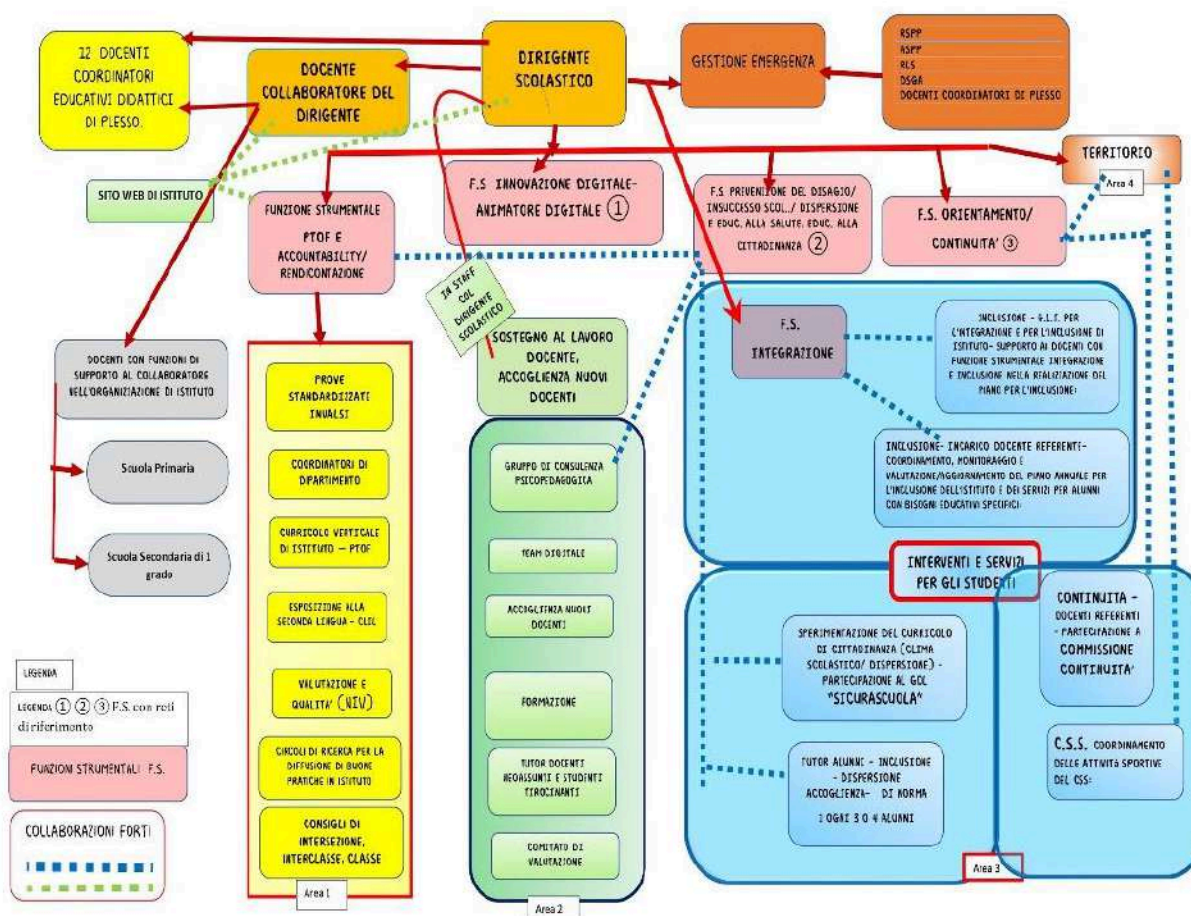 12 DOCENTI
COORDINATORI
EDUCATIVI DIDATTICI
DI PLESSO.
DOCENTE
COLLABORATORE DEL
DIRIGENTE
DIRIGENTE
SCOLASTICO
GESTIONE EMERGENZA
RSPP
ASPP
RLS
DSGA
DOCENTI COORDINATORI DI PLESSO
TERRITORIO
Area 4
SITO WEB DI ISTITUTO
FUNZIONE STRUMENTALE
PTOF E
ACCOUNTABILITY/
RENDICONTAZIONE
F.S INNOVAZIONE DIGITALE-
ANIMATORE DIGITALE ①
F.S. PREVENZIONE DEL DISAGIO/
INSUCCESSO SCOL../ DISPERSIONE
E EDUC. ALLA SALUTE, EDUC. ALLA
CITTADINANZA ②
F.S. ORIENTAMENTO/
CONTINUITA' ③
IN STAFF
COL
DIRIGENTE
SCOLASTICO
DOCENTI CON FUNZIONI DI
SUPPORTO AL COLLABORATORE
NELL'ORGANIZIAZIONE DI ISTITUTO
Scuola Primaria
Scuola Secondaria di 1
grado
PROVE
STANDARDIZZATE
INVALSI
COORDINATORI DI
DIPARTIMENTO
CURRICOLO VERTICALE
DI ISTITUTO – PTOF
ESPOSIZIONE ALLA
SECONDA LINGUA – CLIL
VALUTAZIONE E
QUALITA' (NIV)
CIRCOLI DI RICERCA PER LA
DIFFUSIONE DI BUONE
PRATICHE IN ISTITUTO
CONSIGLI DI
INTERSEZIONE,
INTERCLASSE, CLASSE
Area 1
SOSTEGNO AL LAVORO
DOCENTE,
ACCOGLIENZA NUOVI
DOCENTI
GRUPPO DI CONSULENZA
PSICOPEDAGOGICA
TEAM DIGITALE
ACCOGLIENZA NUOVI
DOCENTI
FORMAZIONE
TUTOR DOCENTI
NEOASSUNTI E STUDENTI
TIROCINANTI
COMITATO DI
VALUTAZIONE
Area 2
F.S.
INTEGRAZIONE
INCLUSIONE – G.L.I. PER
L'INTEGRAZIONE E PER L'INCLUSIONE DI
ISTITUTO- SUPPORTO AI DOCENTI CON
FUNZIONE STRUMENTALE INTEGRAZIONE
E INCLUSIONE NELLA REALIZZAZIONE DEL
PIANO PER L'INCLUSIONE;
INCLUSIONE- INCARICO DOCENTE REFERENTE-
COORDINAMENTO, MONITORAGGIO E
VALUTAZIONE/AGGIORNAMENTO DEL PIANO ANNUALE PER
L'INCLUSIONE DELL'ISTITUTO E DEI SERVIZI PER ALUNNI
CON BISOGNI EDUCATIVI SPECIFICI;
INTERVENTI E SERVIZI
PER GLI STUDENTI
SPERIMENTAZIONE DEL CURRICOLO
DI CITTADINANZA (CLIMA
SCOLASTICO/ DISPERSIONE) –
PARTECIPAZIONE AL GDL
"SICURASCUOLA"
TUTOR ALUNNI – INCLUSIONE
– DISPERSIONE
ACCOGLIENZA- DI NORMA
1 OGNI 3 O 4 ALUNNI
CONTINUITA –
DOCENTI REFERENTI
– PARTECIPAZIONE A
COMMISSIONE
CONTINUITA'
C.S.S. COORDINAMENTO
DELLE ATTIVITÀ SPORTIVE
DEL CSS;
Area 3
LEGENDA
LEGENDA ① ② ③ F.S. con reti
di riferimento
FUNZIONI STRUMENTALI F.S.
COLLABORAZIONI FORTI